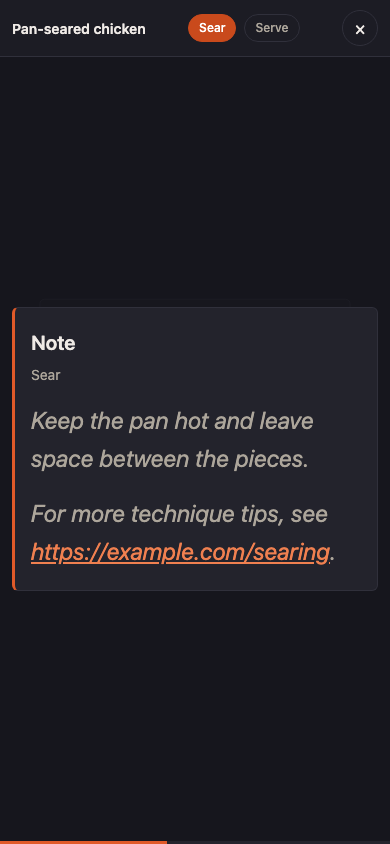 Pan-seared chicken
Sear
Serve
×
Note
Sear
Keep the pan hot and leave
space between the pieces.
For more technique tips, see
https://example.com/searing.